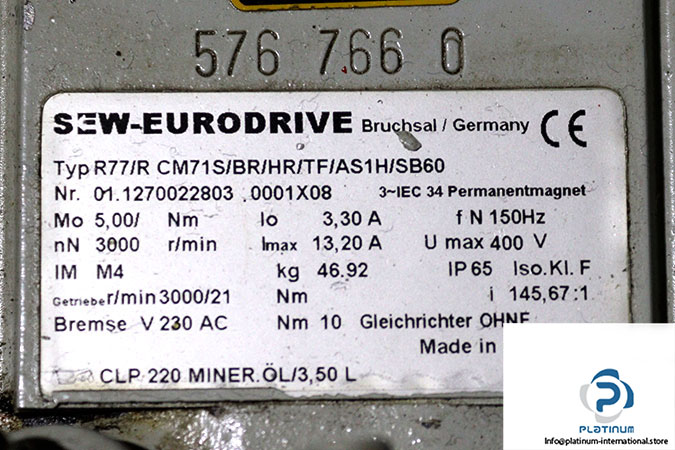 576 766 0
SEW-EURODRIVE Bruchsal / Germany CE
Typ R77/R CM71S/BR/HR/TF/AS1H/SB60
Nr. 01.1270022803 .0001X08 3~IEC 34 Permanentmagnet
Mo 5,00/ Nm Io 3,30 A f N 150Hz
nN 3000 r/min Imax 13,20 A U max 400 V
IM M4 kg 46.92 IP 65 Iso.Kl. F
Getriebe r/min 3000/21 Nm i 145,67:1
Bremse V 230 AC Nm 10 Gleichrichter OHNE
Made in
CLP 220 MINER.ÖL/3,50 L
PLATINUM
Info@platinum-international.store